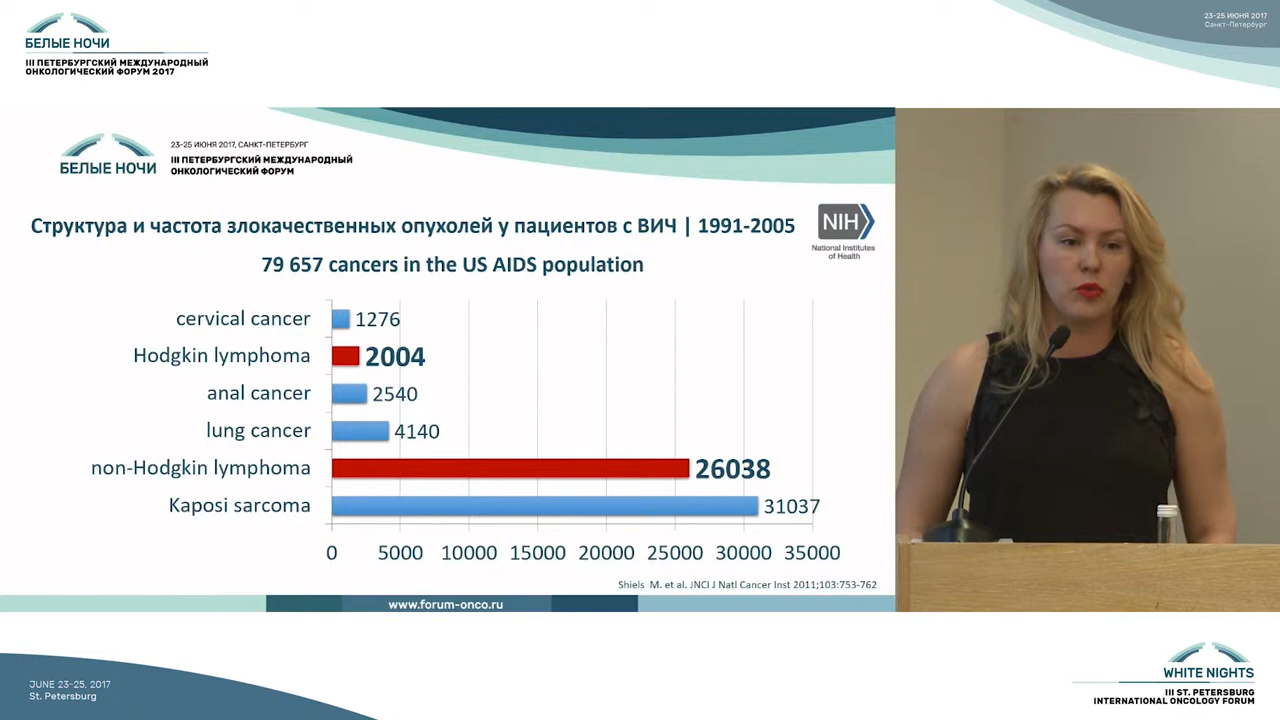 БЕЛЫЕ НОЧИ
III ПЕТЕРБУРГСКИЙ МЕЖДУНАРОДНЫЙ
ОНКОЛОГИЧЕСКИЙ ФОРУМ 2017
23-25 ИЮНЯ 2017
Санкт-Петербург
БЕЛЫЕ НОЧИ
23-25 ИЮНЯ 2017, САНКТ-ПЕТЕРБУРГ
III ПЕТЕРБУРГСКИЙ МЕЖДУНАРОДНЫЙ
ОНКОЛОГИЧЕСКИЙ ФОРУМ
Структура и частота злокачественных опухолей у пациентов с ВИЧ | 1991-2005
NIH
National Institutes
of Health
79 657 cancers in the US AIDS population
cervical cancer 1276
Hodgkin lymphoma 2004
anal cancer 2540
lung cancer 4140
non-Hodgkin lymphoma 26038
Kaposi sarcoma 31037
0 5000 10000 15000 20000 25000 30000 35000
Shiels M. et al. JNCI J Natl Cancer Inst 2011;103:753-762
www.forum-onco.ru
JUNE 23-25, 2017
St. Petersburg
WHITE NIGHTS
III ST. PETERSBURG
INTERNATIONAL ONCOLOGY FORUM